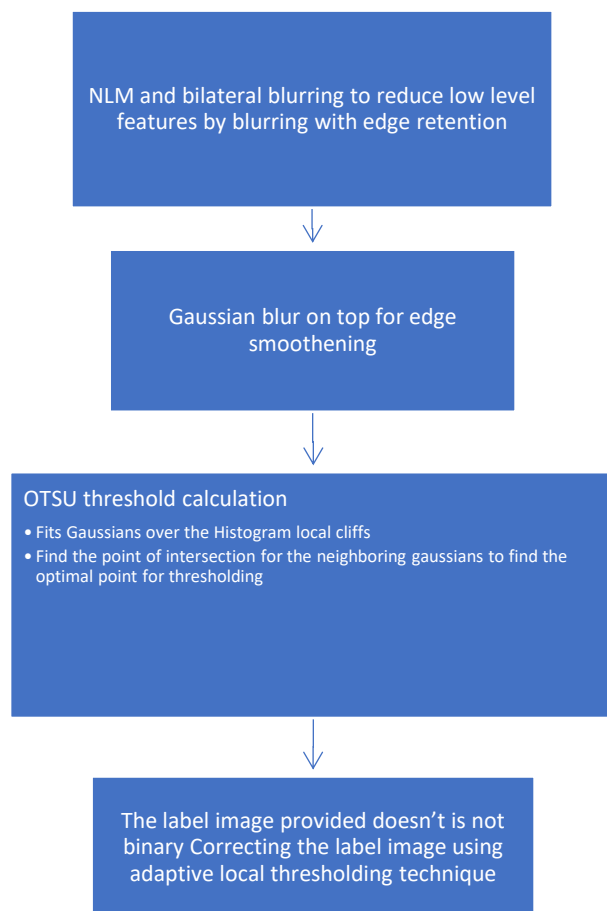 NLM and bilateral blurring to reduce low level
features by blurring with edge retention
Gaussian blur on top for edge
smoothening
OTSU threshold calculation
• Fits Gaussians over the Histogram local cliffs
• Find the point of intersection for the neighboring gaussians to find the
optimal point for thresholding
The label image provided doesn’t is not
binary Correcting the label image using
adaptive local thresholding technique